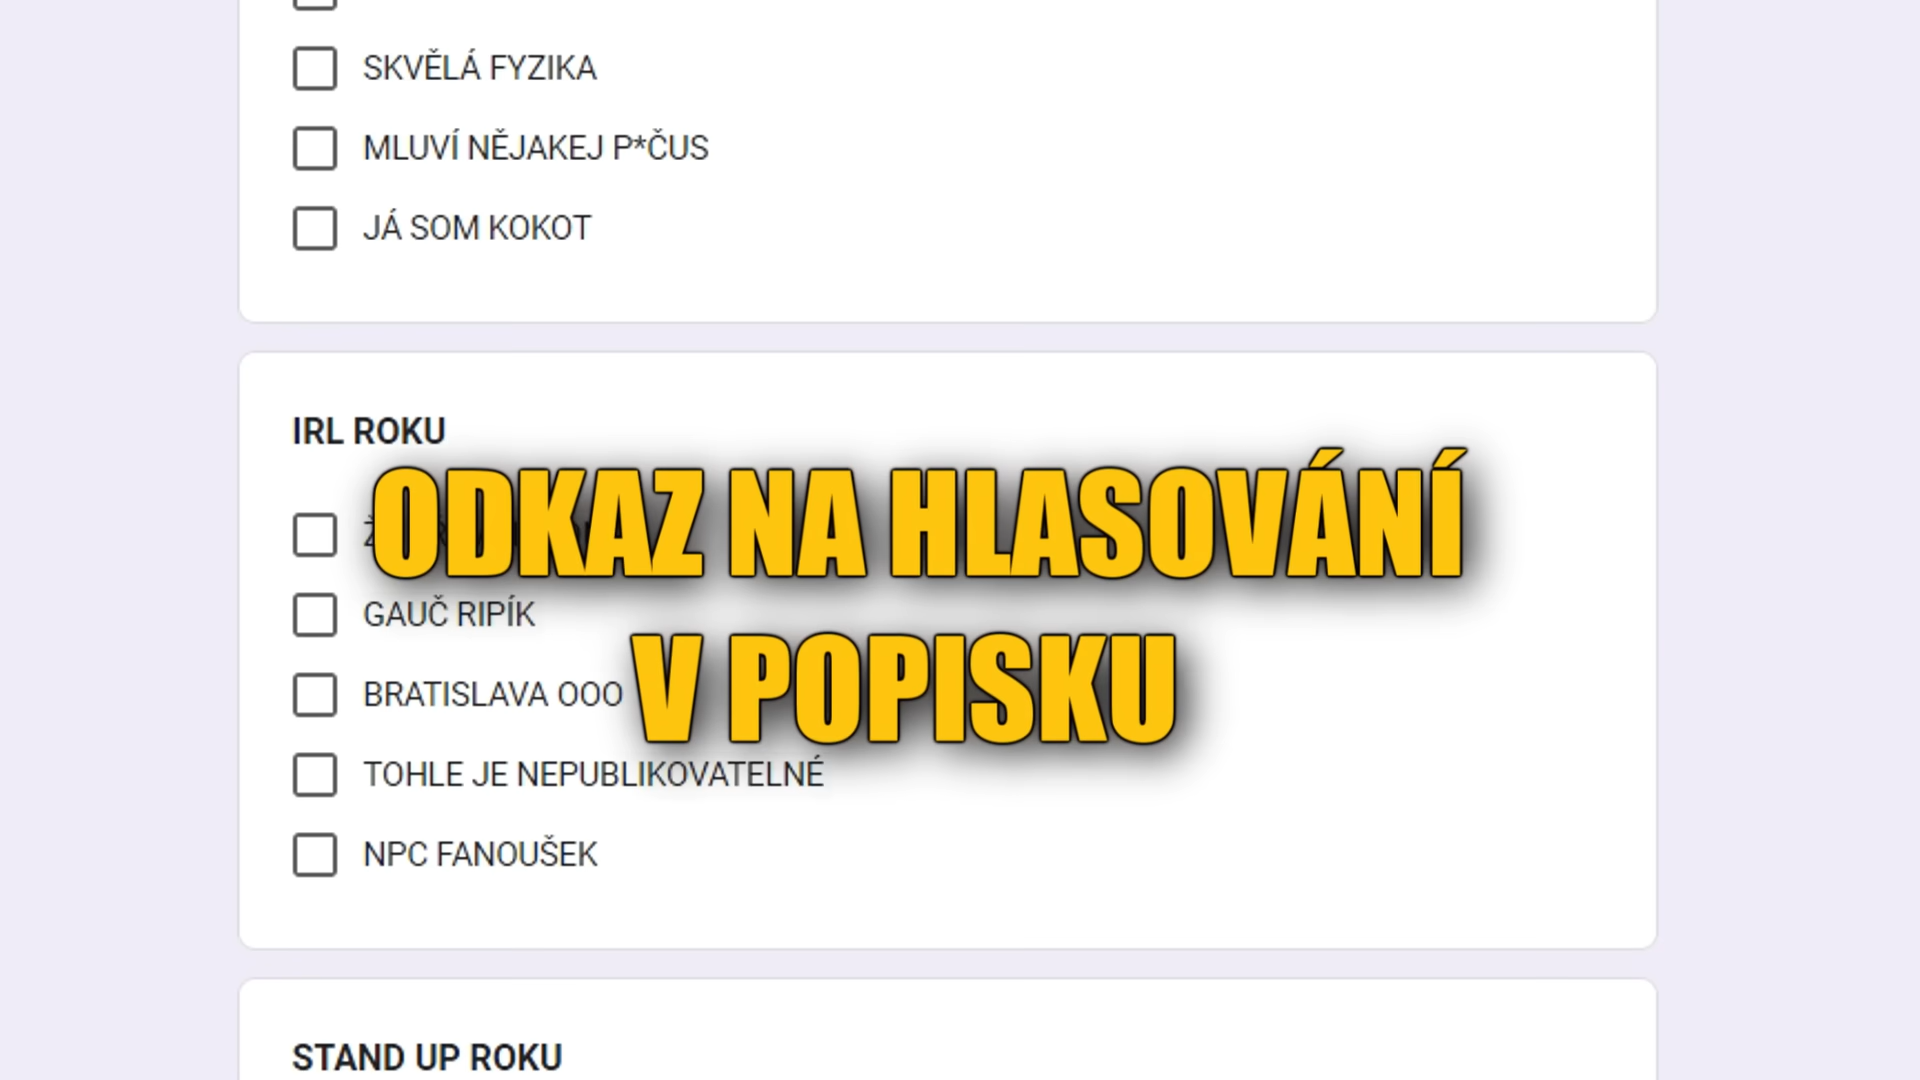 SKVĚLÁ FYZIKA
MLUVÍ NĚJAKEJ P*ČUS
JÁ SOM KOKOT
IRL ROKU
ODKAZ NA HLASOVÁNÍ
GAUČ RIPÍK
V POPISKU
BRATISLAVA OOO
TOHLE JE NEPUBLIKOVATELNÉ
NPC FANOUŠEK
STAND UP ROKU